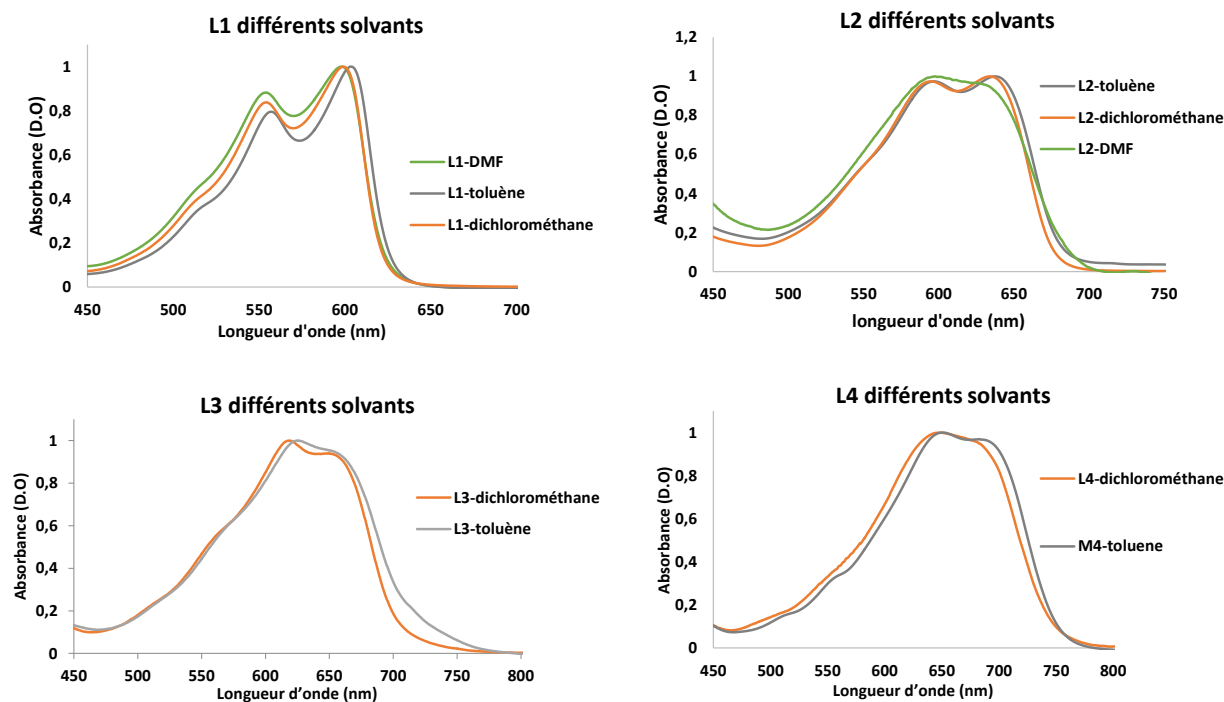 L1 différents solvants
Absorbance (D.O)
1
0,8
0,6
0,4
0,2
0
450 500 550 600 650 700
Longueur d'onde (nm)
L1-DMF
L1-toluène
L1-dichlorométhane
L2 différents solvants
Absorbance (D.O)
1,2
1
0,8
0,6
0,4
0,2
0
450 500 550 600 650 700 750
longueur d'onde (nm)
L2-toluène
L2-dichlorométhane
L2-DMF
L3 différents solvants
Absorbance (D.O)
1
0,8
0,6
0,4
0,2
0
450 500 550 600 650 700 750 800
Longueur d’onde (nm)
L3-dichlorométhane
L3-toluène
L4 différents solvants
Absorbance (D.O)
1
0,8
0,6
0,4
0,2
0
450 500 550 600 650 700 750 800
Longueur d'onde (nm)
L4-dichlorométhane
M4-toluene